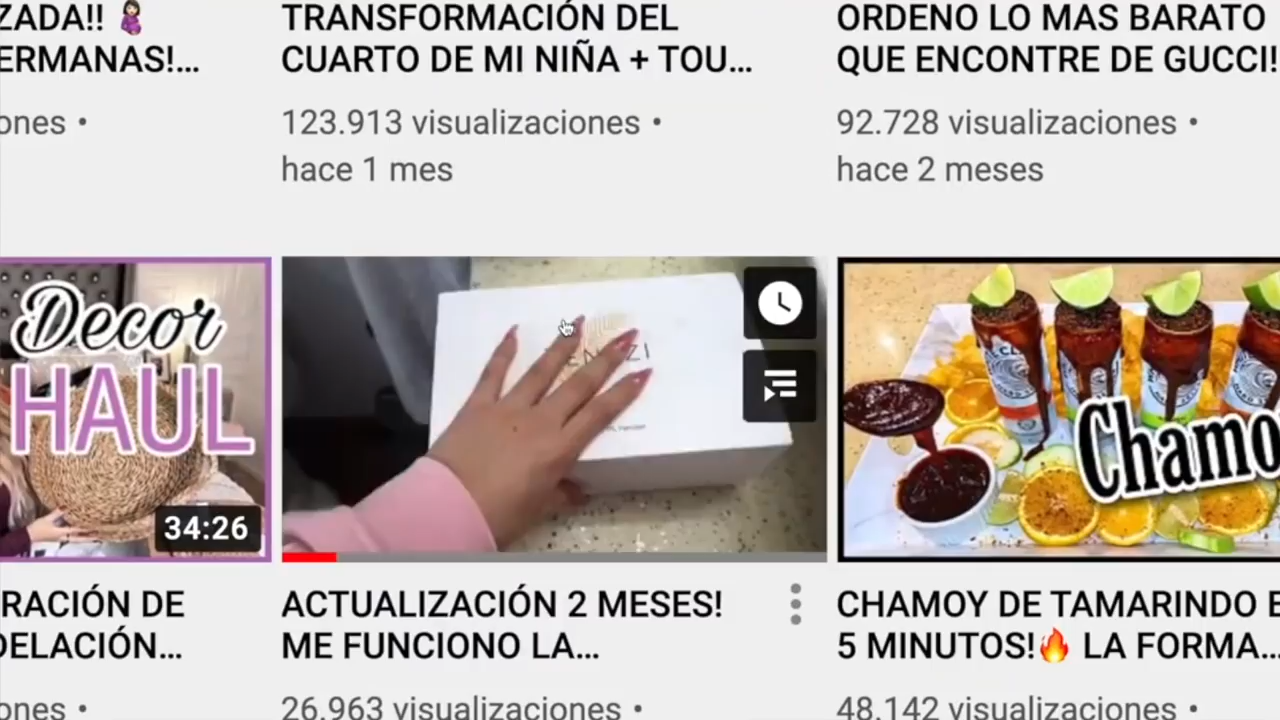 ZADA!! 🤰
ERMANAS!...
ones •
TRANSFORMACIÓN DEL
CUARTO DE MI NIÑA + TOU...
123.913 visualizaciones •
hace 1 mes
ORDENO LO MAS BARATO
QUE ENCONTRE DE GUCCI!
92.728 visualizaciones •
hace 2 meses
Decor
HAUL
34:26
Chamo
RACIÓN DE
DELACIÓN...
ones •
ACTUALIZACIÓN 2 MESES!
ME FUNCIONO LA...
26.963 visualizaciones •
CHAMOY DE TAMARINDO E
5 MINUTOS!🔥 LA FORMA...
48.142 visualizaciones •